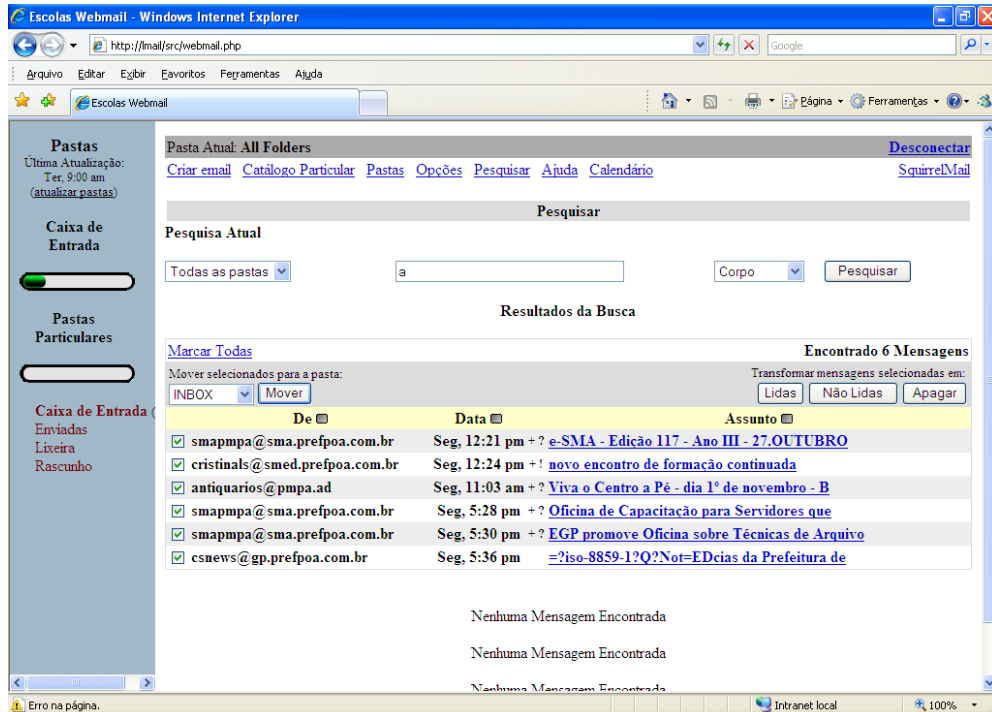 Escolas Webmail - Windows Internet Explorer
http://lmail/src/webmail.php
Google
Arquivo Editar Exibir Favoritos Ferramentas Ajuda
Escolas Webmail
Página Ferramentas
Pastas
Última Atualização:
Ter, 9:00 am
(atualizar pastas)
Caixa de
Entrada
Pastas
Particulares
Caixa de Entrada (
Enviadas
Lixeira
Rascunho
Pasta Atual: All Folders Desconectar
Criar email Catálogo Particular Pastas Opções Pesquisar Ajuda Calendário SquirrelMail
Pesquisar
Pesquisa Atual
Todas as pastas a Corpo Pesquisar
Resultados da Busca
Marcar Todas Encontrado 6 Mensagens
Mover selecionados para a pasta: Transformar mensagens selecionadas em:
INBOX Mover Lidas Não Lidas Apagar
De Data Assunto
smapmpa@sma.prefpoa.com.br Seg, 12:21 pm + ? e-SMA - Edição 117 - Ano III - 27.OUTUBRO
cristinals@smed.prefpoa.com.br Seg, 12:24 pm + ! novo encontro de formação continuada
antiquarios@pmpa.ad Seg, 11:03 am + ? Viva o Centro a Pé - dia 1º de novembro - B
smapmpa@sma.prefpoa.com.br Seg, 5:28 pm + ? Oficina de Capacitação para Servidores que
smapmpa@sma.prefpoa.com.br Seg, 5:30 pm + ? EGP promove Oficina sobre Técnicas de Arquivo
csnews@gp.prefpoa.com.br Seg, 5:36 pm =?iso-8859-1?Q?Not=EDcias da Prefeitura de
Nenhuma Mensagem Encontrada
Nenhuma Mensagem Encontrada
Nenhuma Mensagem Encontrada
Erro na página. Intranet local 100%